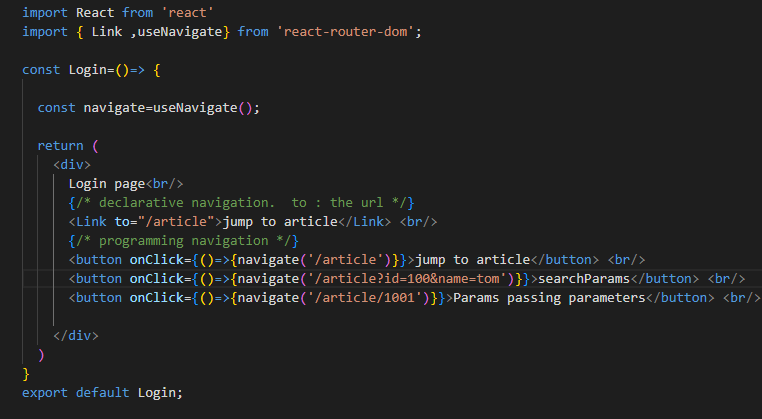 import React from 'react'
import { Link ,useNavigate} from 'react-router-dom';
const Login=()=> {
const navigate=useNavigate();
return (
<div>
Login page<br/>
{/* declarative navigation.  to : the url */}
<Link to="/article">jump to article</Link> <br/>
{/* programming navigation */}
<button onClick={()=>{navigate('/article')}}>jump to article</button> <br/>
<button onClick={()=>{navigate('/article?id=100&name=tom')}}>searchParams</button> <br/>
<button onClick={()=>{navigate('/article/1001')}}>Params passing parameters</button> <br/>
</div>
)
}
export default Login;